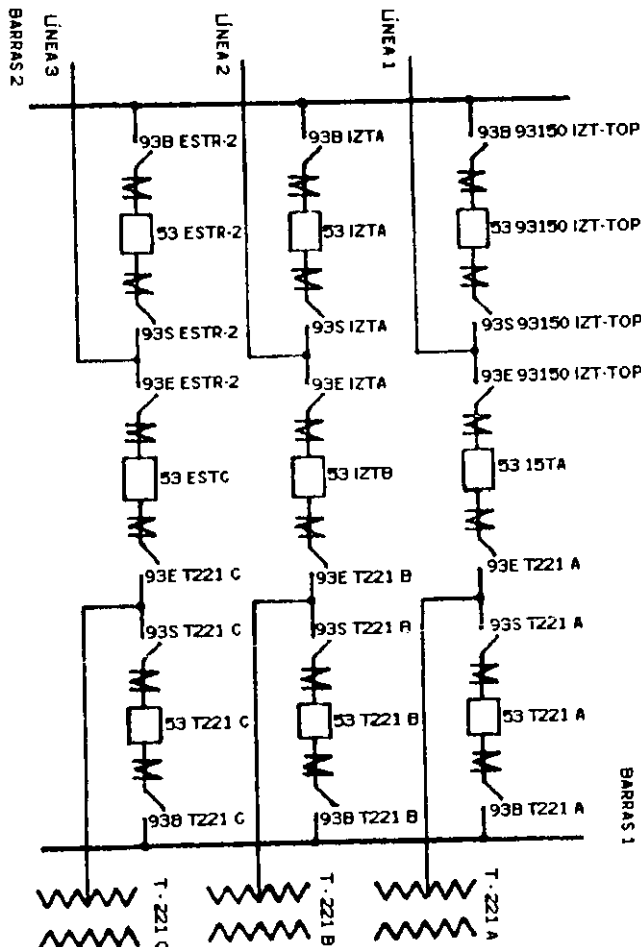 LÍNEA 3
LÍNEA 2
LÍNEA 1
BARRAS 2
93B ESTR-2
93B IZTA
93B 93150 IZT-TOP
53 ESTR-2
53 IZTA
53 93150 IZT-TOP
93S ESTR-2
93S IZTA
93S 93150 IZT-TOP
93E ESTR-2
93E IZTA
93E 93150 IZT-TOP
53 ESTC
53 IZTB
53 15TA
93E T221 C
93E T221 B
93E T221 A
93S T221 C
93S T221 B
93S T221 A
53 T221 C
53 T221 B
53 T221 A
93B T221 C
93B T221 B
93B T221 A
BARRAS 1
T-221 C
T-221 B
T-221 A